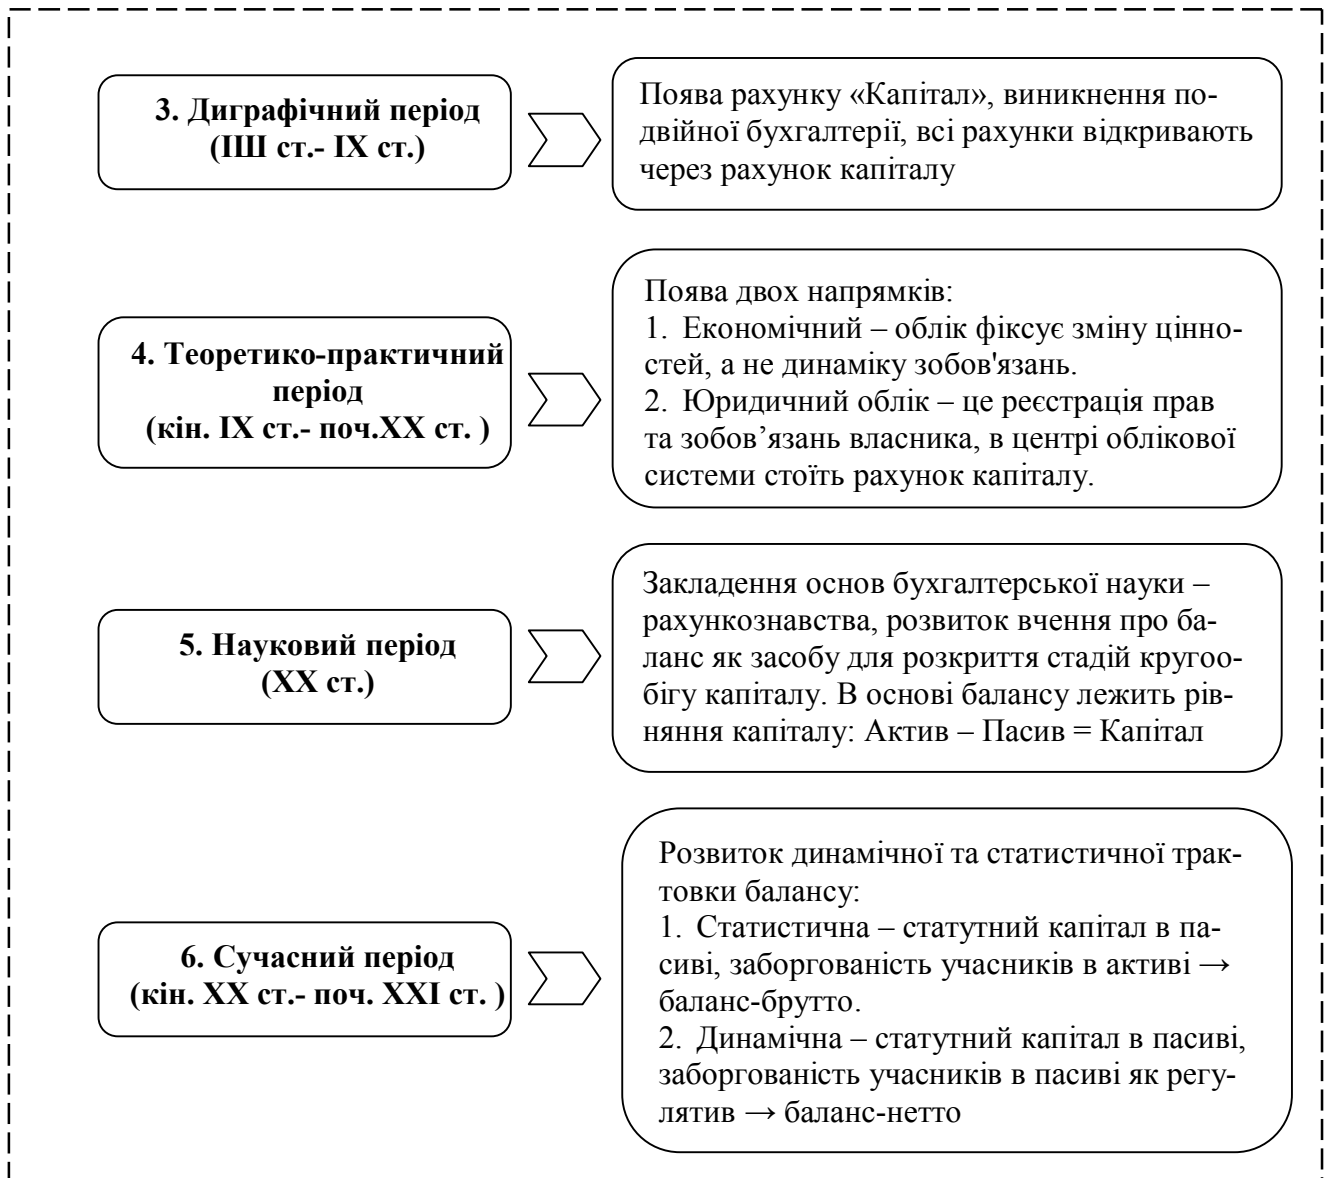 3. Диграфічний період
(ІІІІ ст.- ІХ ст.)
Поява рахунку «Капітал», виникнення по-
двійної бухгалтерії, всі рахунки відкривають
через рахунок капіталу
4. Теоретико-практичний
період
(кін. ІХ ст.- поч.ХХ ст. )
Поява двох напрямків:
1. Економічний – облік фіксує зміну цінно-
стей, а не динаміку зобов'язань.
2. Юридичний облік – це реєстрація прав
та зобов’язань власника, в центрі облікової
системи стоїть рахунок капіталу.
5. Науковий період
(ХХ ст.)
Закладення основ бухгалтерської науки –
рахункознавства, розвиток вчення про ба-
ланс як засобу для розкриття стадій кругоо-
бігу капіталу. В основі балансу лежить рів-
няння капіталу: Актив – Пасив = Капітал
6. Сучасний період
(кін. ХХ ст.- поч. ХХІ ст. )
Розвиток динамічної та статистичної трак-
товки балансу:
1. Статистична – статутний капітал в па-
сиві, заборгованість учасників в активі →
баланс-брутто.
2. Динамічна – статутний капітал в пасиві,
заборгованість учасників в пасиві як регу-
лятив → баланс-нетто